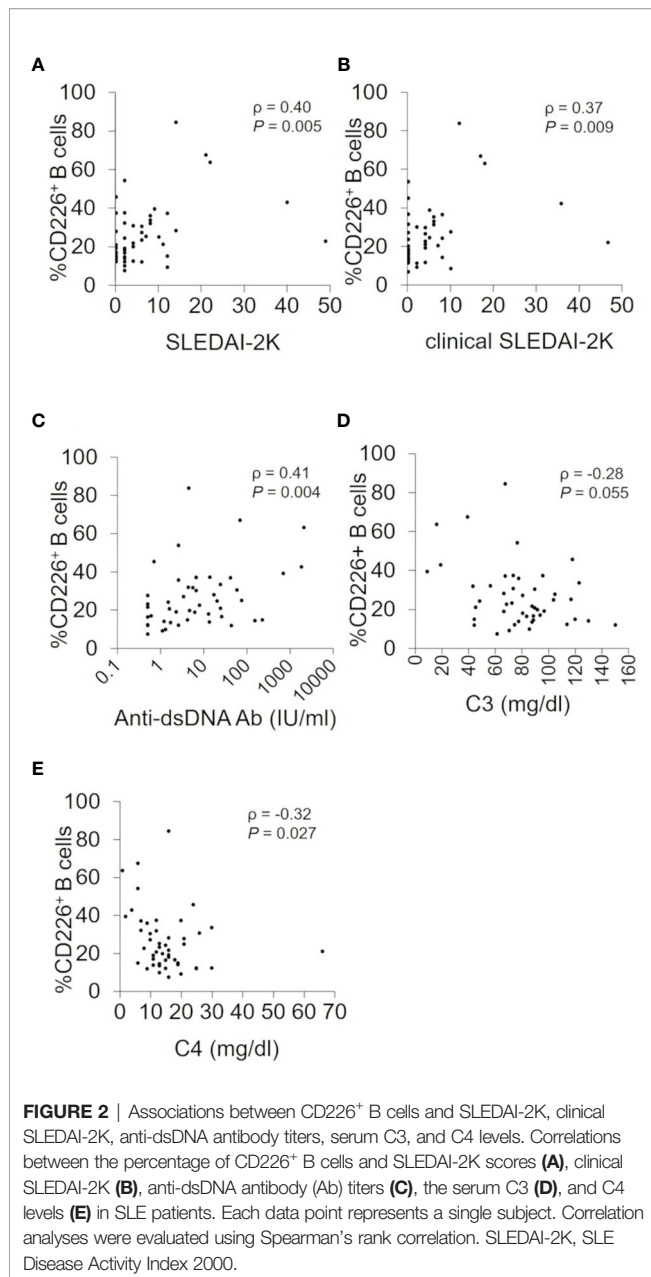 A
%CD226⁺ B cells
100
80
60
40
20
0
ρ = 0.40
P = 0.005
0 10 20 30 40 50
SLEDAI-2K
B
%CD226⁺ B cells
100
80
60
40
20
0
ρ = 0.37
P = 0.009
0 10 20 30 40 50
clinical SLEDAI-2K
C
%CD226⁺ B cells
100
80
60
40
20
0
ρ = 0.41
P = 0.004
0.1 1 10 100 1000 10000
Anti-dsDNA Ab (IU/ml)
D
%CD226+ B cells
100
80
60
40
20
0
ρ = -0.28
P = 0.055
0 20 40 60 80 100 120 140 160
C3 (mg/dl)
E
%CD226⁺ B cells
100
80
60
40
20
0
ρ = -0.32
P = 0.027
0 10 20 30 40 50 60 70
C4 (mg/dl)
FIGURE 2 | Associations between CD226⁺ B cells and SLEDAI-2K, clinical
SLEDAI-2K, anti-dsDNA antibody titers, serum C3, and C4 levels. Correlations
between the percentage of CD226⁺ B cells and SLEDAI-2K scores (A), clinical
SLEDAI-2K (B), anti-dsDNA antibody (Ab) titers (C), the serum C3 (D), and C4
levels (E) in SLE patients. Each data point represents a single subject. Correlation
analyses were evaluated using Spearman's rank correlation. SLEDAI-2K, SLE
Disease Activity Index 2000.